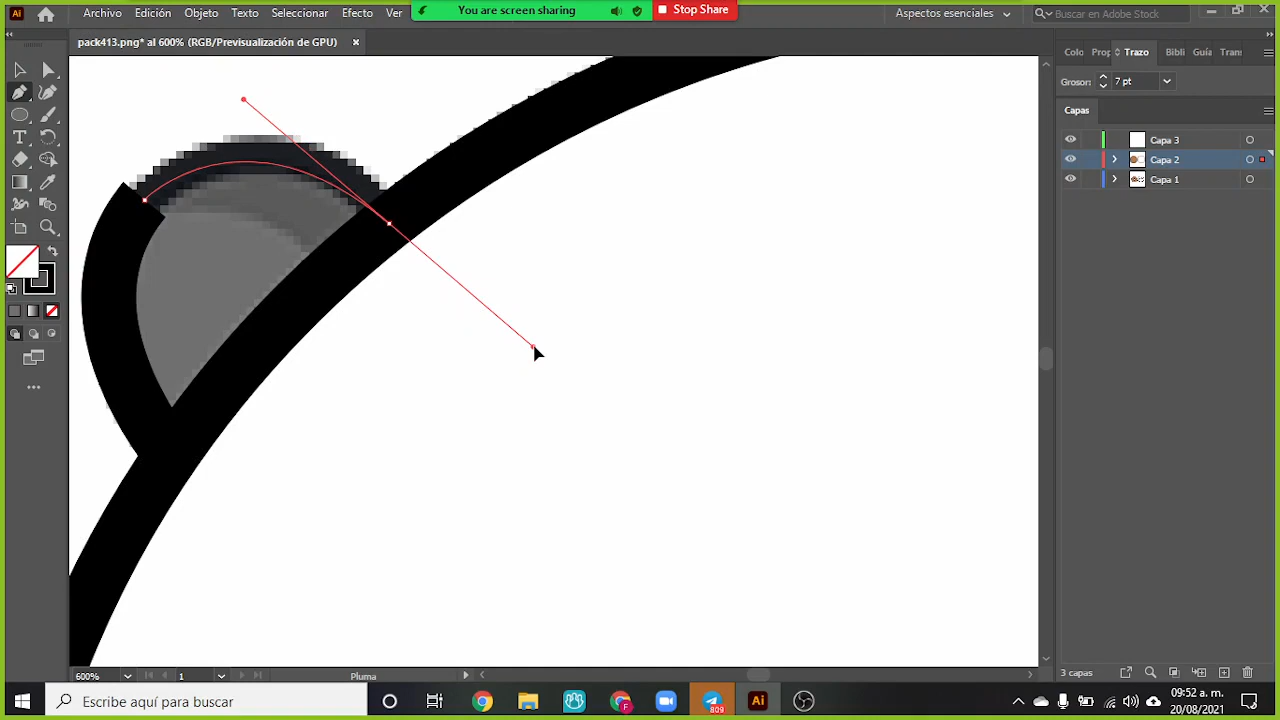 You are screen sharing
Stop Share
Ai
Archivo Edición Objeto Texto Seleccionar Efecto Ver
Aspectos esenciales
Buscar en Adobe Stock
pack413.png* al 600% (RGB/Previsualización de GPU)
Colo Prop Trazo Bibli Guía Tran
Grosor: 7 pt
Capas
Capa 3
Capa 2
Capa 1
600% 1 Pluma
3 capas
Escribe aquí para buscar
F
809
Ai
09:52 a. m.
20/08/2021